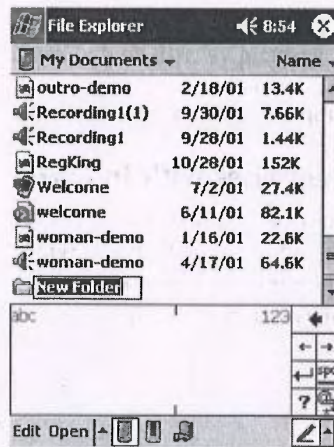 File Explorer 8:54
My Documents Name
outro-demo 2/18/01 13.4K
Recording1(1) 9/30/01 7.66K
Recording1 9/28/01 1.44K
RegKing 10/28/01 152K
Welcome 7/2/01 27.4K
welcome 6/11/01 82.1K
woman-demo 1/16/01 22.6K
woman-demo 4/17/01 64.6K
New Folder
abc 123
spc
? @
Edit Open